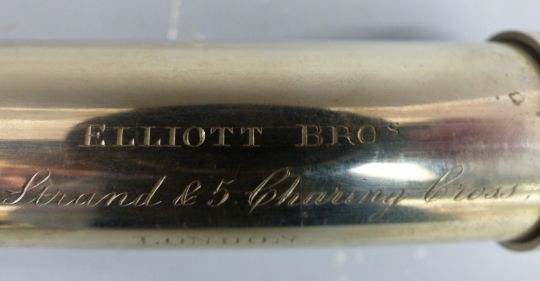 ELLIOTT BROs
Strand & 5 Charing Cross,
LONDON